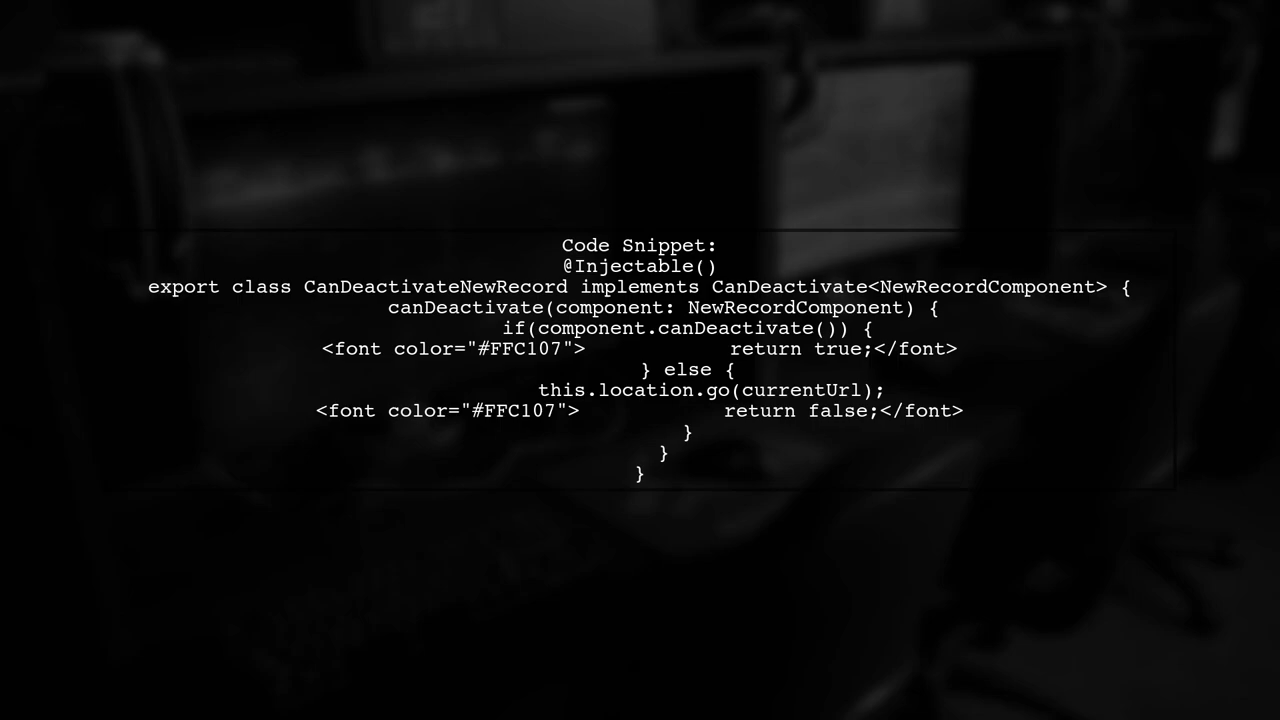 Code Snippet:
@Injectable()
export class CanDeactivateNewRecord implements CanDeactivate<NewRecordComponent> {
canDeactivate(component: NewRecordComponent) {
if(component.canDeactivate()) {
<font color="#FFC107">            return true;</font>
} else {
this.location.go(currentUrl);
<font color="#FFC107">            return false;</font>
}
}
}